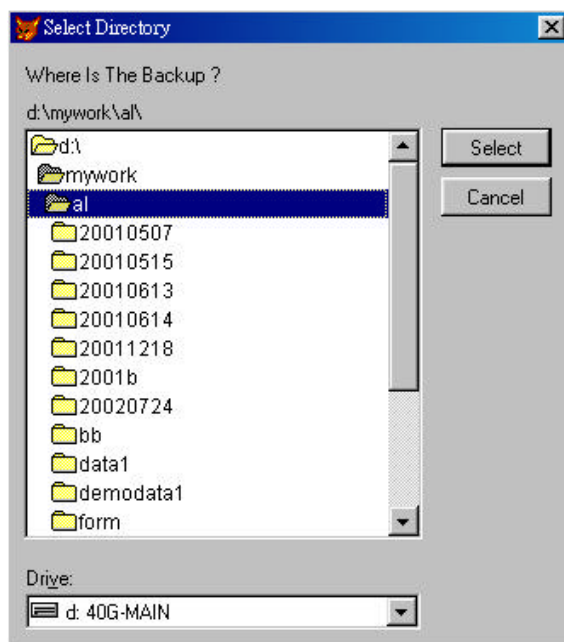 Select Directory
Where Is The Backup ?
d:\mywork\al\
d:\
mywork
al
20010507
20010515
20010613
20010614
20011218
2001b
20020724
bb
data1
demodata1
form
Select
Cancel
Drive:
d: 40G-MAIN